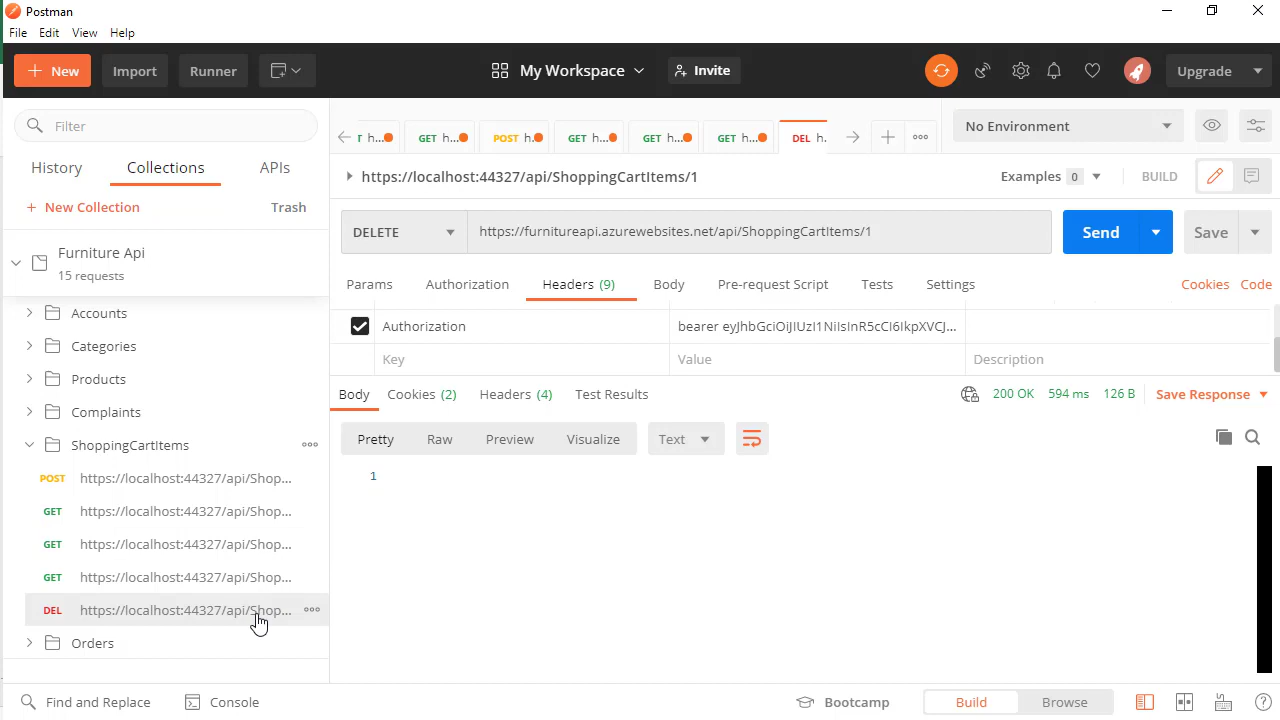 Postman
File Edit View Help
+ New Import Runner My Workspace Invite Upgrade
Filter
T h... GET h... POST h. GET h... GET h... GET h... DEL h. No Environment
History Collections APIs
https://localhost:44327/api/ShoppingCartItems/1 Examples 0 BUILD
+ New Collection Trash
DELETE https://furnitureapi.azurewebsites.net/api/ShoppingCartItems/1 Send Save
Furniture Api
15 requests
Params Authorization Headers (9) Body Pre-request Script Tests Settings Cookies Code
Accounts
Authorization bearer eyJhbGciOiJIUzI1NiIsInR5cCI6IkpXVCJ...
Categories
Key Value Description
Products
Body Cookies (2) Headers (4) Test Results 200 OK 594 ms 126 B Save Response
Complaints
Pretty Raw Preview Visualize Text
ShoppingCartItems
POST https://localhost:44327/api/Shop...
1
GET https://localhost:44327/api/Shop...
GET https://localhost:44327/api/Shop...
GET https://localhost:44327/api/Shop...
DEL https://localhost:44327/api/Shop...
Orders
Find and Replace Console Bootcamp Build Browse